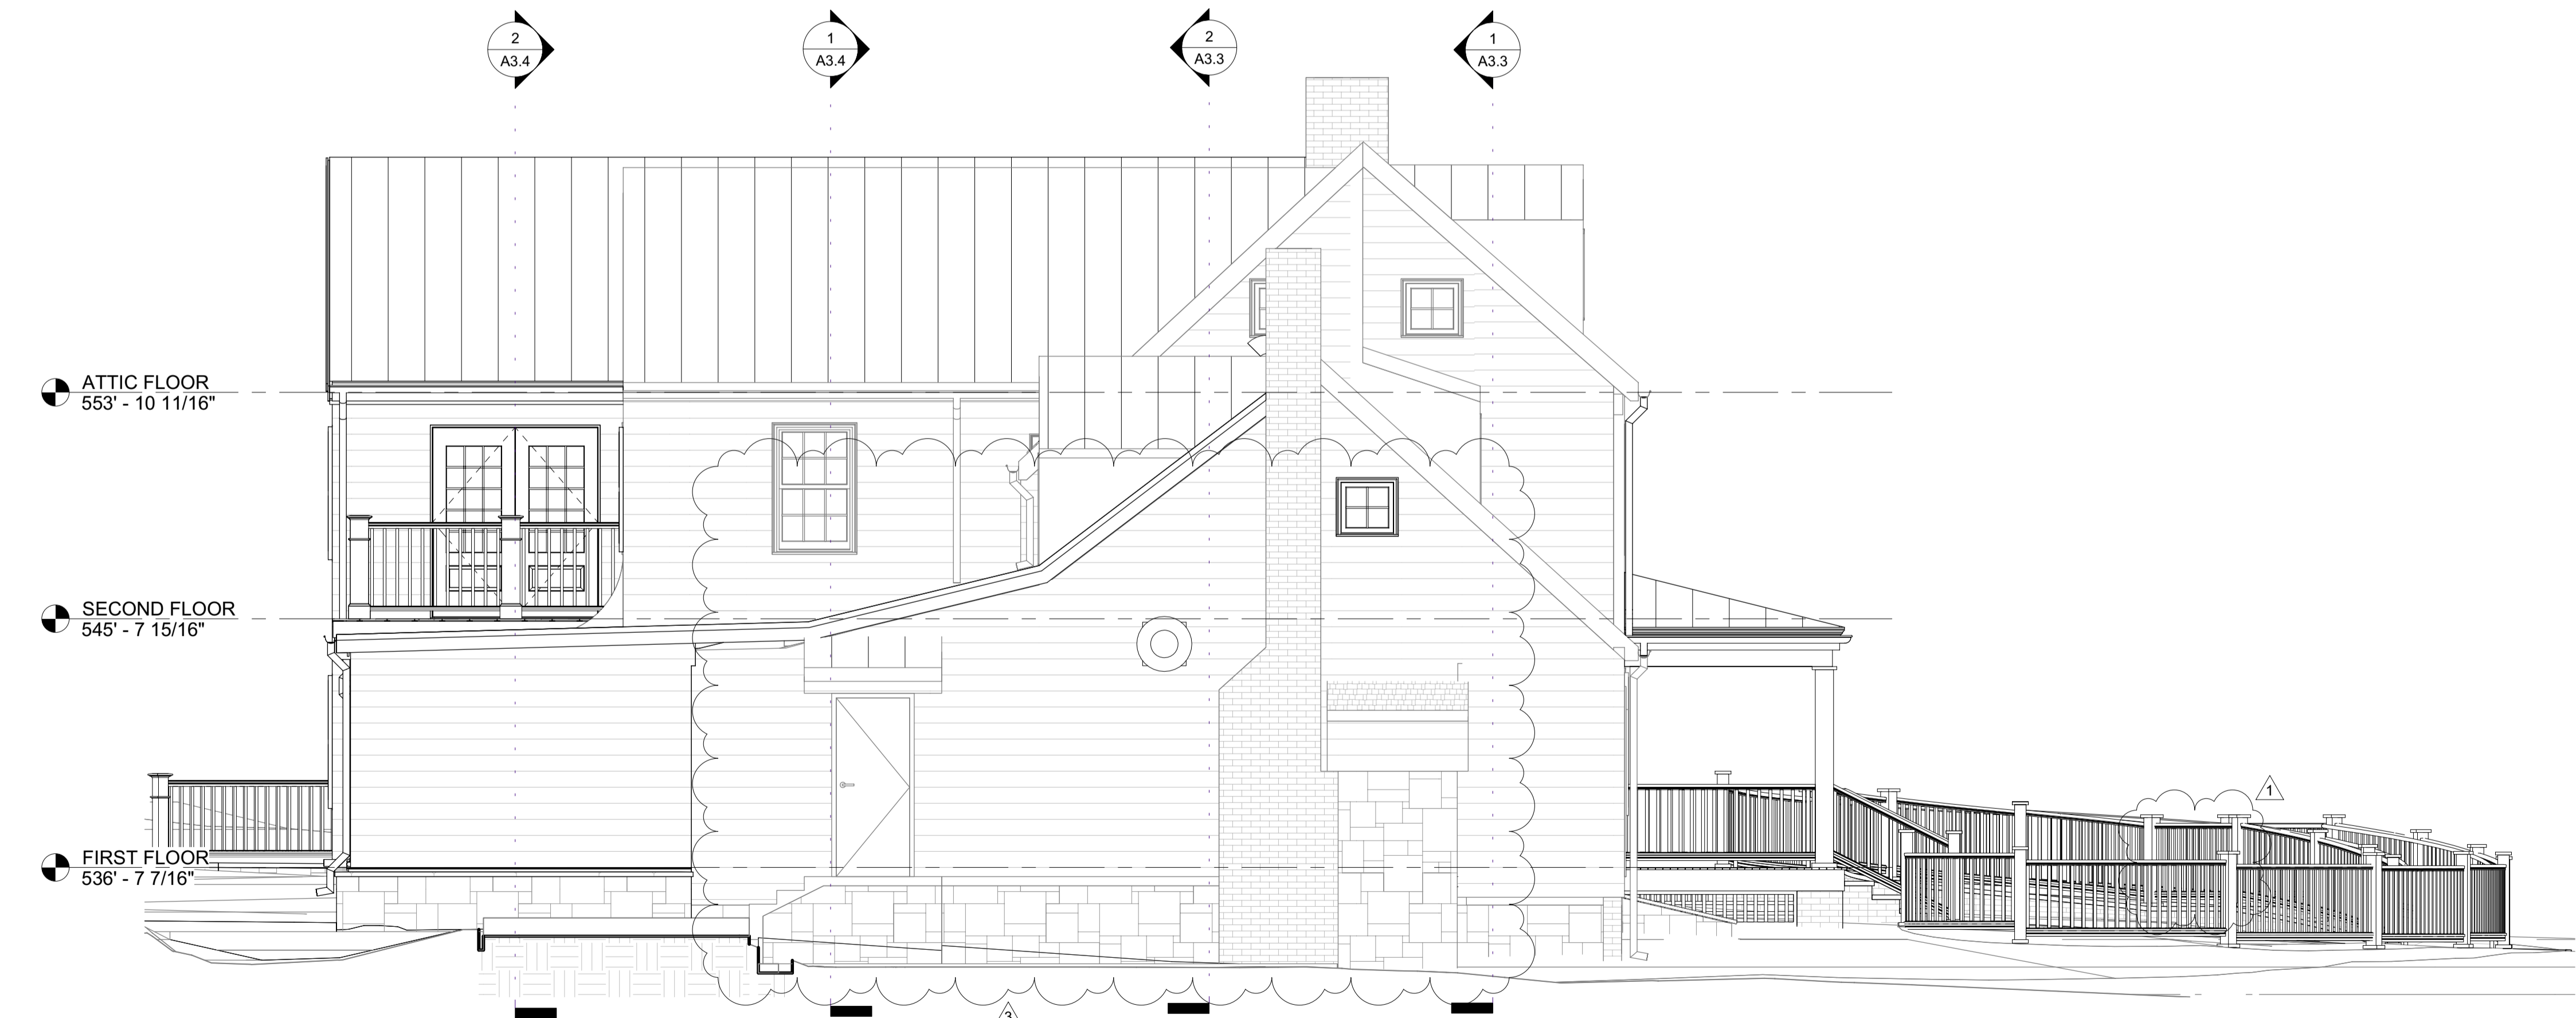 2
A3.4
1
A3.4
2
A3.3
1
A3.3
ATTIC FLOOR
553' - 10 11/16"
SECOND FLOOR
545' - 7 15/16"
1
FIRST FLOOR
536' - 7 7/16"
3